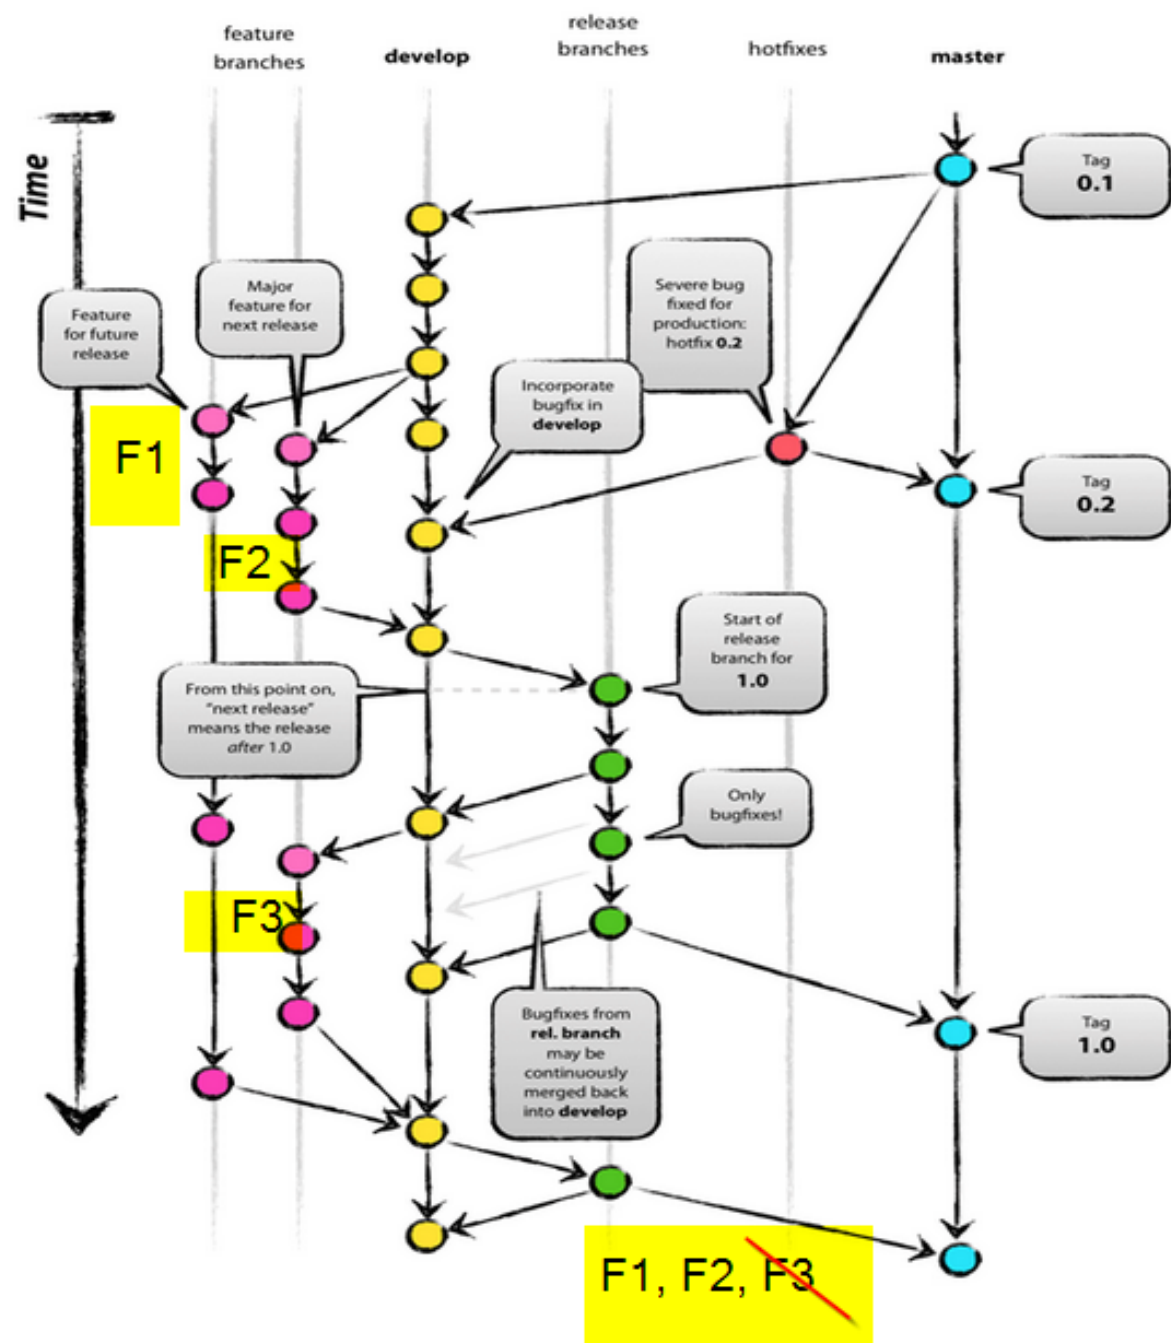 feature
branches
develop
release
branches
hotfixes
master
Time
Tag
0.1
Severe bug
fixed for
production:
hotfix 0.2
Major
feature for
next release
Feature
for future
release
Incorporate
bugfix in
develop
F1
Tag
0.2
F2
Start of
release
branch for
1.0
From this point on,
"next release"
means the release
after 1.0
Only
bugfixes!
F3
Bugfixes from
rel. branch
may be
continuously
merged back
into develop
Tag
1.0
F1, F2, F3